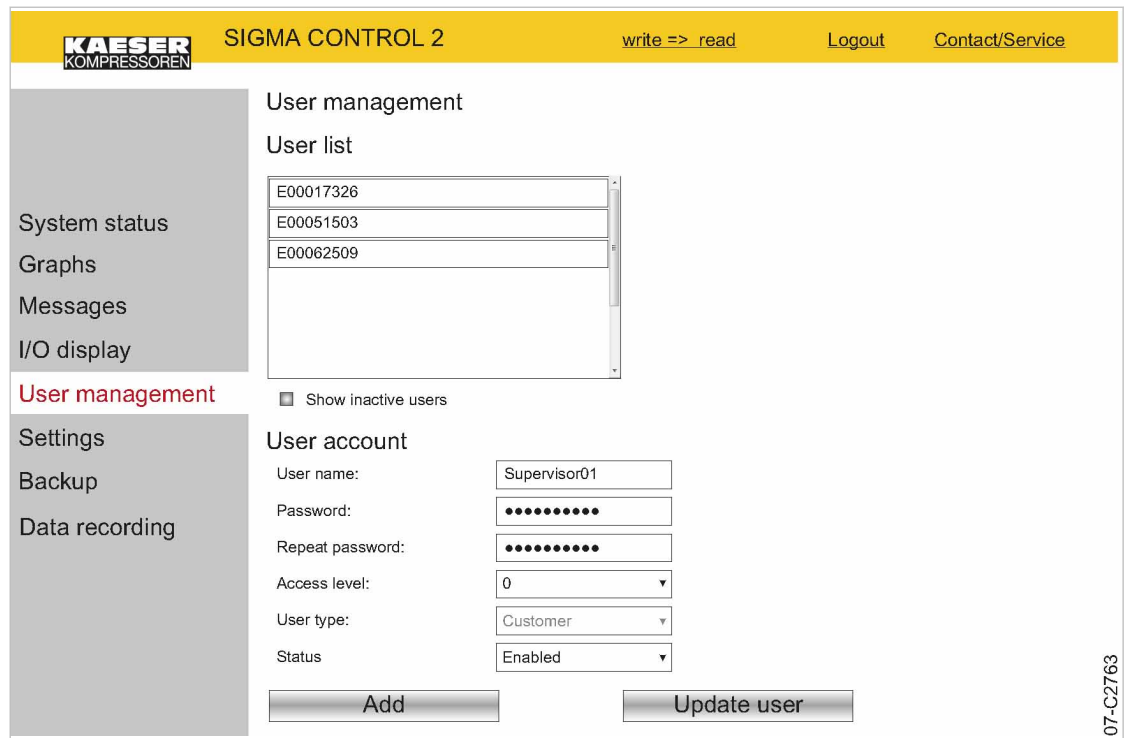 KAESER
KOMPRESSOREN
SIGMA CONTROL 2
write => read
Logout
Contact/Service
System status
Graphs
Messages
I/O display
User management
Settings
Backup
Data recording
User management
User list
E00017326
E00051503
E00062509
Show inactive users
User account
User name: Supervisor01
Password: ●●●●●●●●●●
Repeat password: ●●●●●●●●●●
Access level: 0
User type: Customer
Status Enabled
Add
Update user
07-C2763